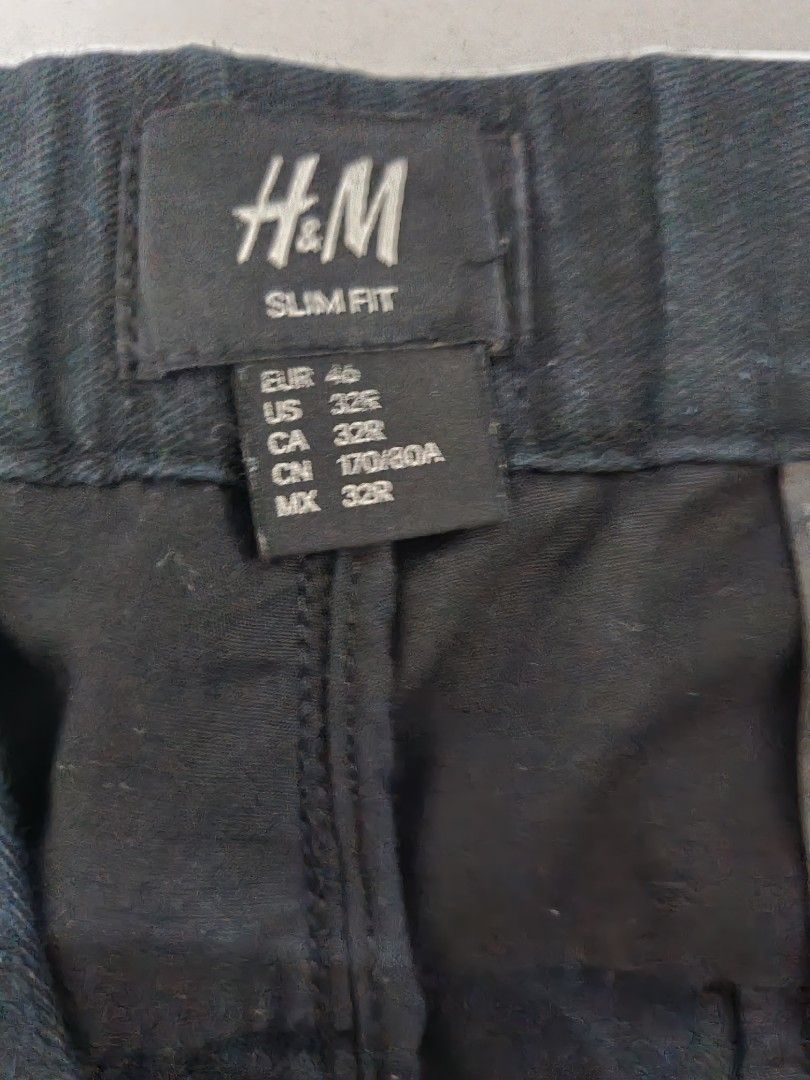 H&M
SLIM FIT
EUR 46
US 32R
CA 32R
CN 170/80A
MX 32R